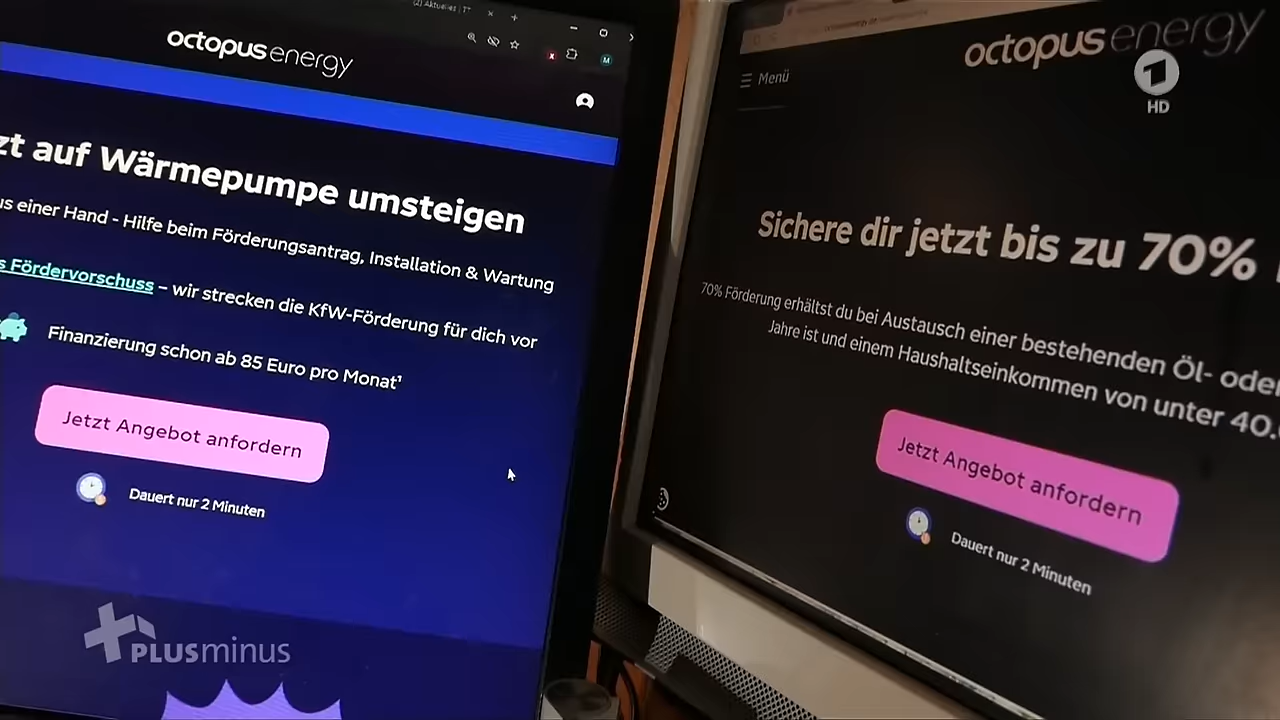 octopus energy
zt auf Wärmepumpe umsteigen
us einer Hand - Hilfe beim Förderungsantrag, Installation & Wartung
s Fördervorschuss – wir strecken die KfW-Förderung für dich vor
Finanzierung schon ab 85 Euro pro Monat¹
Jetzt Angebot anfordern
Dauert nur 2 Minuten
PLUSminus
octopus energy
Menü
1
HD
Sichere dir jetzt bis zu 70%
70% Förderung erhältst du bei Austausch einer bestehenden Öl- oder
Jahre ist und einem Haushaltseinkommen von unter 40.
Jetzt Angebot anfordern
Dauert nur 2 Minuten